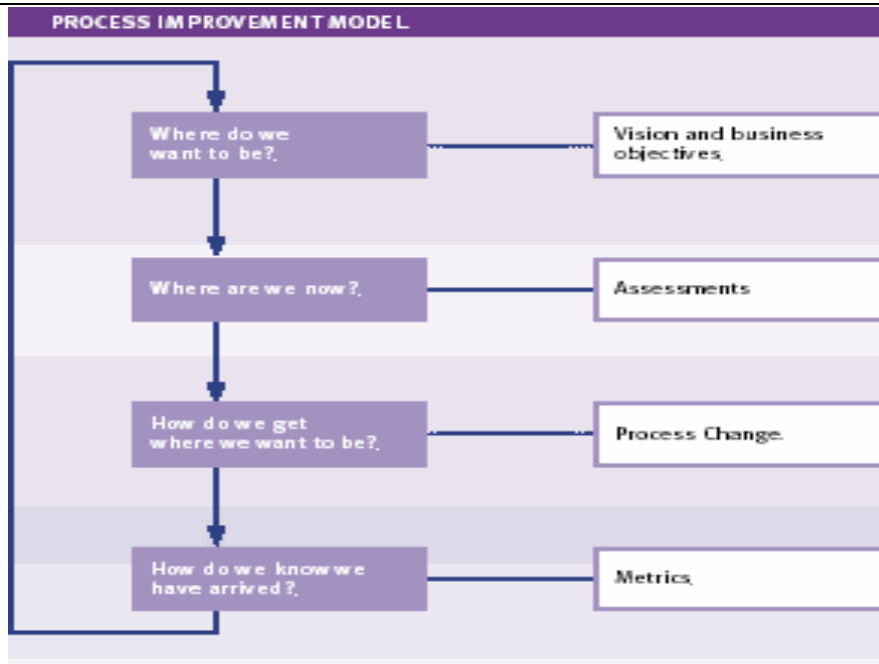 PROCESS IMPROVEMENT MODEL
Where do we
want to be?
Vision and business
objectives
Where are we now?
Assessments
How do we get
where we want to be?
Process Change
How do we know we
have arrived?
Metrics